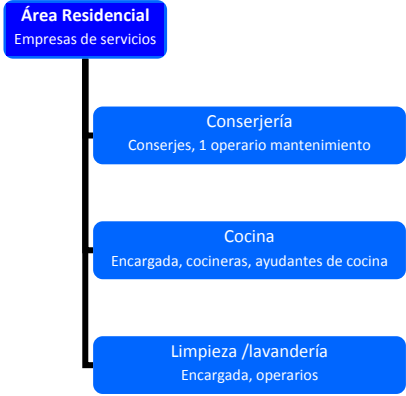 Área Residencial
Empresas de servicios
Conserjería
Conserjes, 1 operario mantenimiento
Cocina
Encargada, cocineras, ayudantes de cocina
Limpieza /lavandería
Encargada, operarios